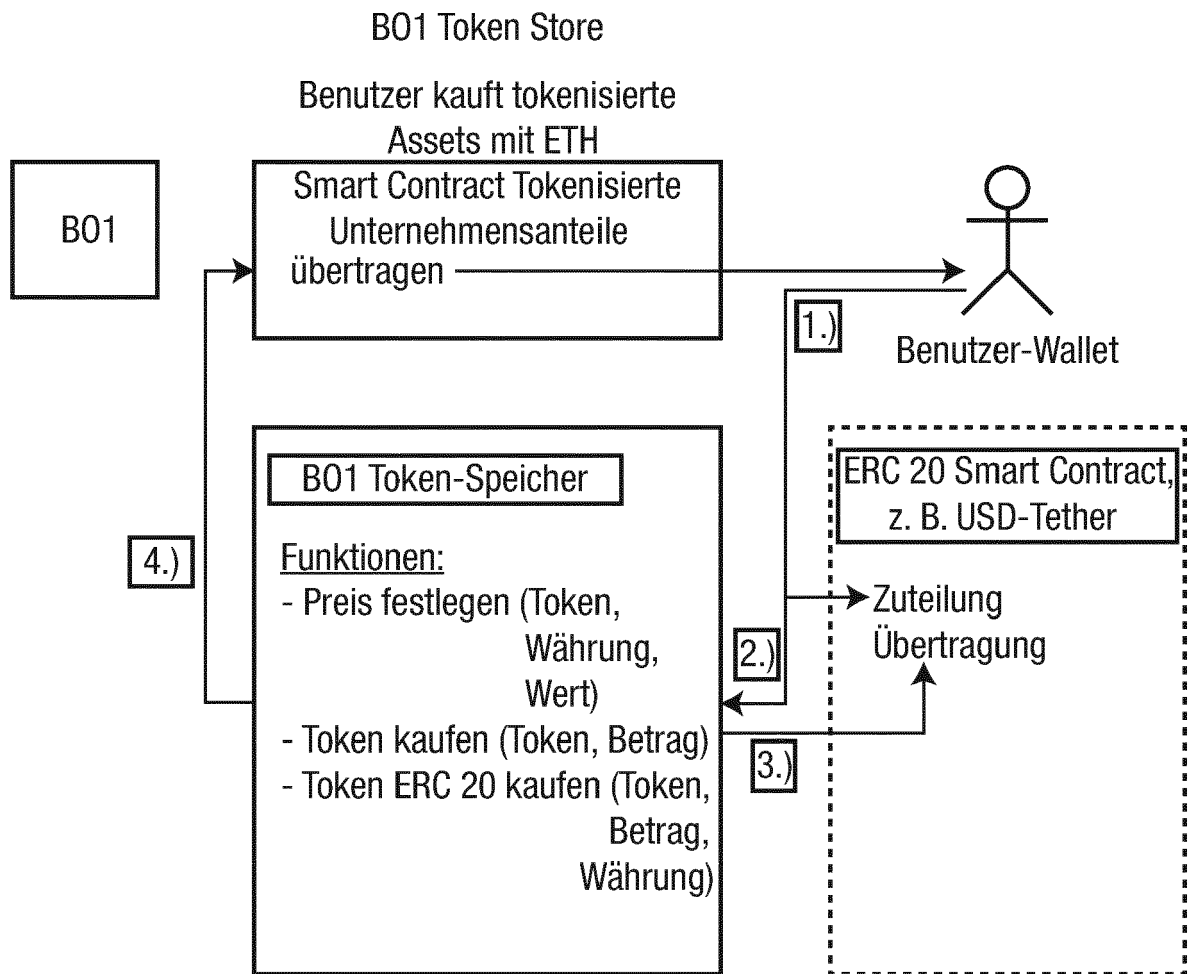 BO1 Token Store
Benutzer kauft tokenisierte
Assets mit ETH
BO1
Smart Contract Tokenisierte
Unternehmensanteile
übertragen
1.)
Benutzer-Wallet
BO1 Token-Speicher
ERC 20 Smart Contract,
z. B. USD-Tether
4.)
Funktionen:
- Preis festlegen (Token,
Währung,
Wert)
- Token kaufen (Token, Betrag)
- Token ERC 20 kaufen (Token,
Betrag,
Währung)
2.)
3.)
Zuteilung
Übertragung